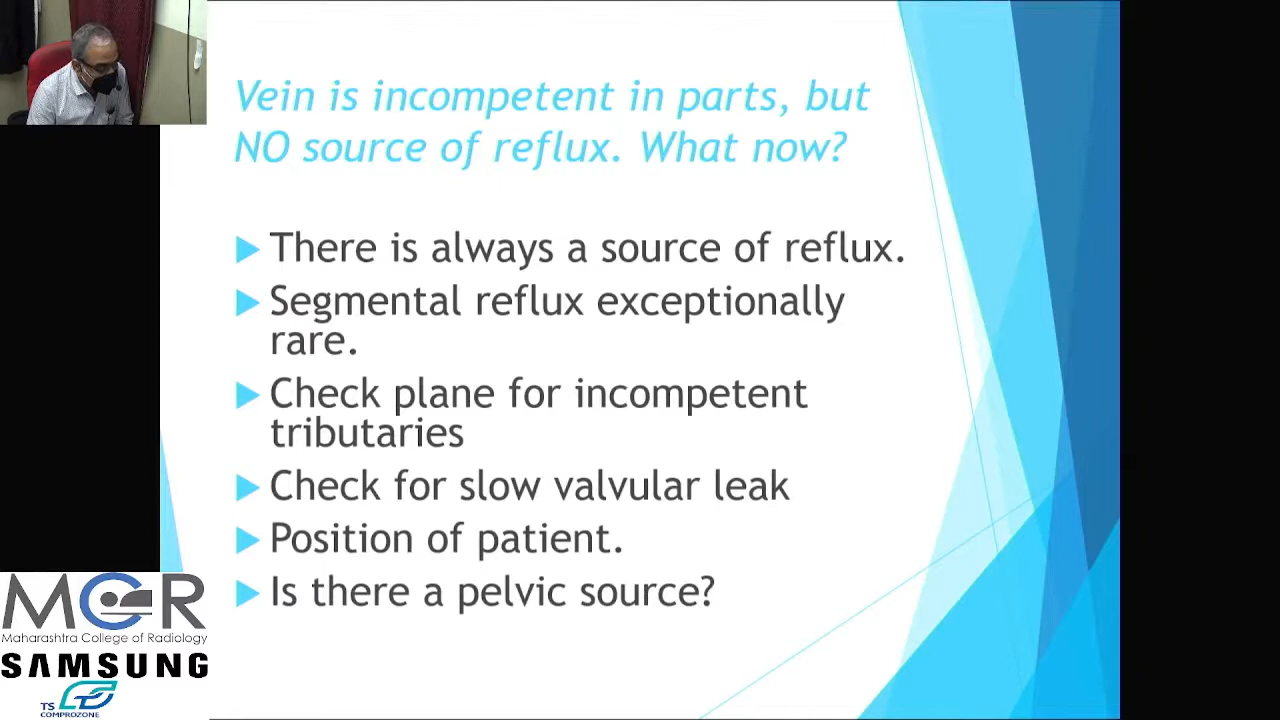 Vein is incompetent in parts, but
NO source of reflux. What now?
There is always a source of reflux.
Segmental reflux exceptionally
rare.
Check plane for incompetent
tributaries
Check for slow valvular leak
Position of patient.
Is there a pelvic source?
MCR
Maharashtra College of Radiology
SAMSUNG
TS
COMPROZONE